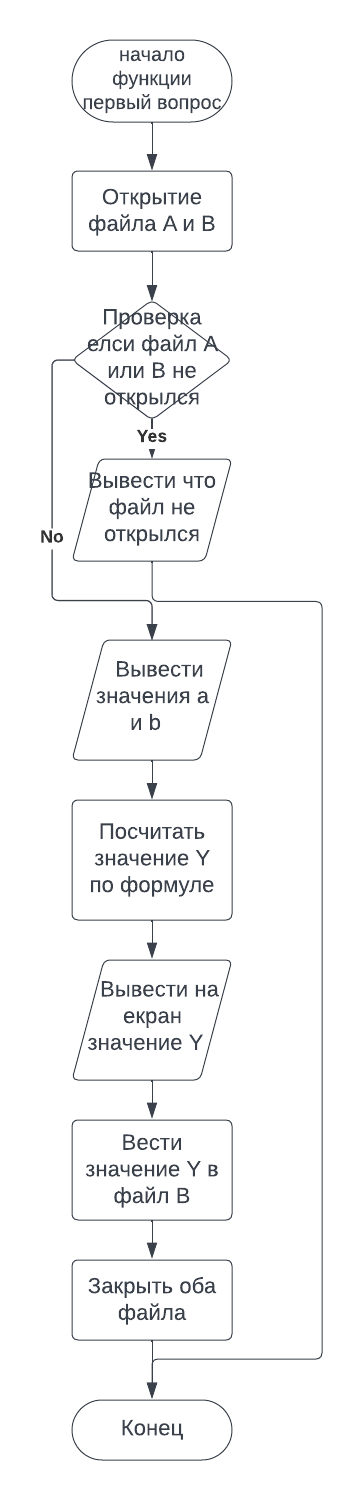 начало
функции
первый вопрос
Открытие
файла А и В
Проверка
елси файл А
или В не
открылся
Yes
Вывести что
файл не
открылся
No
Вывести
значения а
и b
Посчитать
значение Y
по формуле
Вывести на
екран
значение Y
Вести
значение Y в
файл В
Закрыть оба
файла
Конец